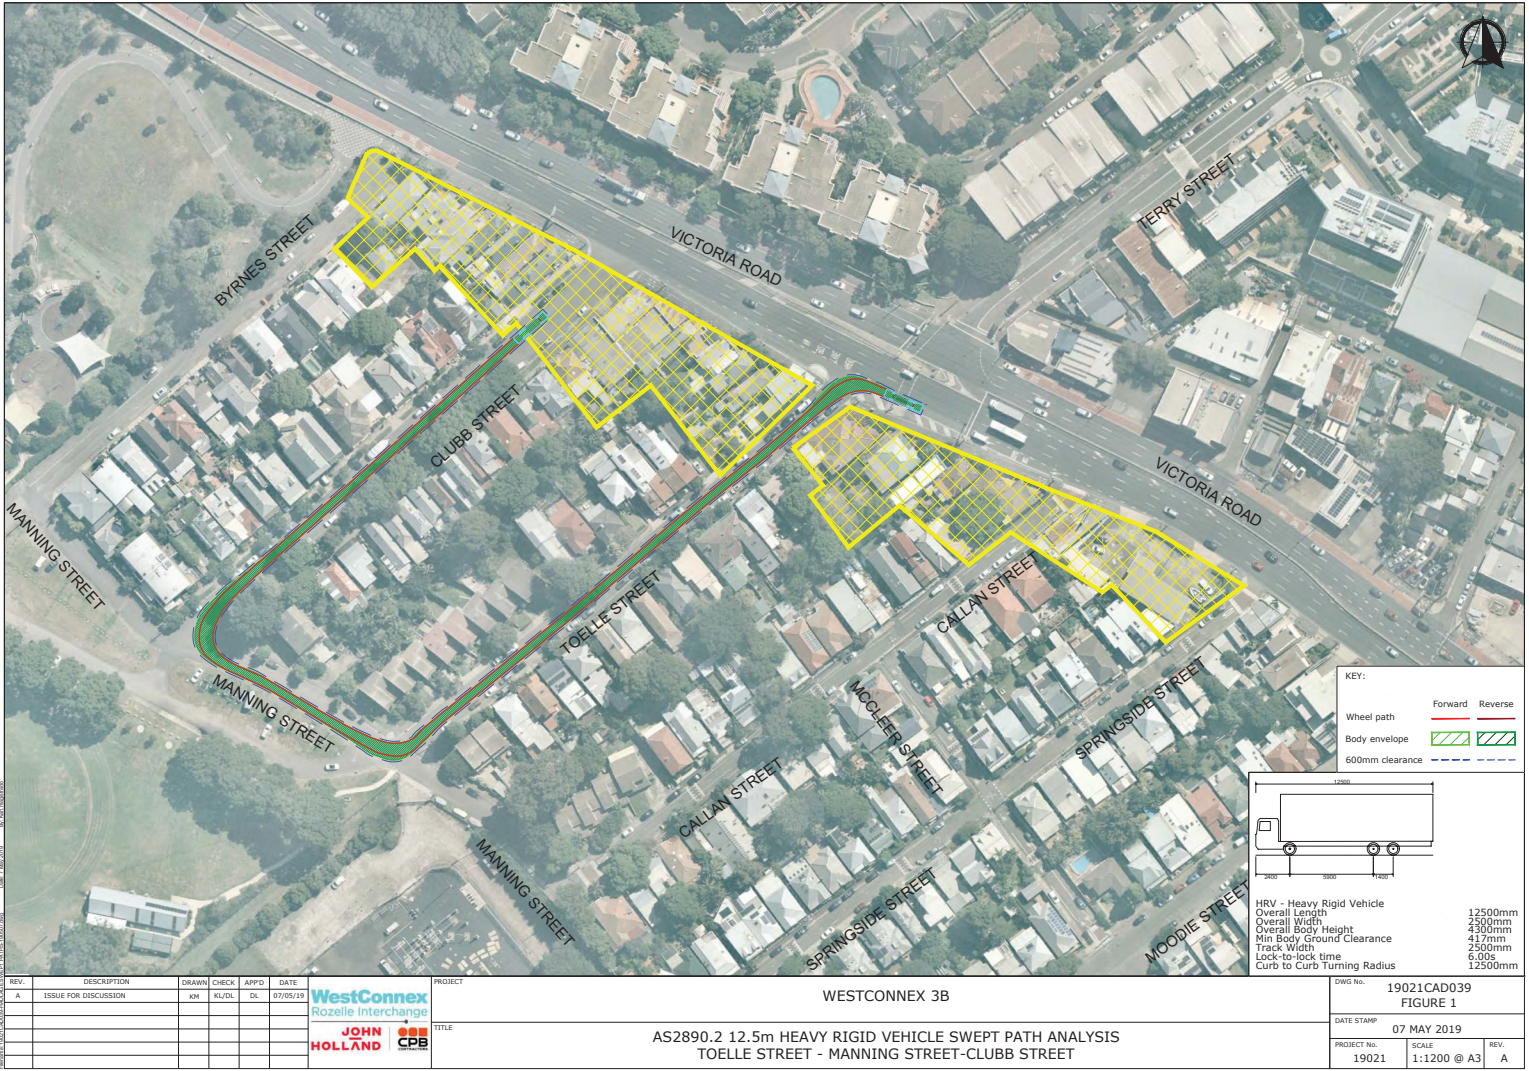 BYRNES STREET
VICTORIA ROAD
TERRY STREET
CLUBB STREET
VICTORIA ROAD
MANNING STREET
TOELLE STREET
CALLAN STREET
MANNING STREET
MCCLEER STREET
SPRINGSIDE STREET
CALLAN STREET
MANNING STREET
SPRINGSIDE STREET
MOODIE STREET
KEY:
Forward Reverse
Wheel path
Body envelope
600mm clearance
12500
2400 5900 1400
HRV - Heavy Rigid Vehicle
Overall Length 12500mm
Overall Width 2500mm
Overall Body Height 4300mm
Min Body Ground Clearance 417mm
Track Width 2500mm
Lock-to-lock time 6.00s
Curb to Curb Turning Radius 12500mm
REV. DESCRIPTION DRAWN CHECK APP'D DATE
A ISSUE FOR DISCUSSION KM KL/DL DL 07/05/19
WestConnex
Rozelle Interchange
JOHN
HOLLAND
CPB
CONTRACTORS
PROJECT
WESTCONNEX 3B
TITLE
AS2890.2 12.5m HEAVY RIGID VEHICLE SWEPT PATH ANALYSIS
TOELLE STREET - MANNING STREET-CLUBB STREET
DWG No.
19021CAD039
FIGURE 1
DATE STAMP
07 MAY 2019
PROJECT No. SCALE REV.
19021 1:1200 @ A3 A